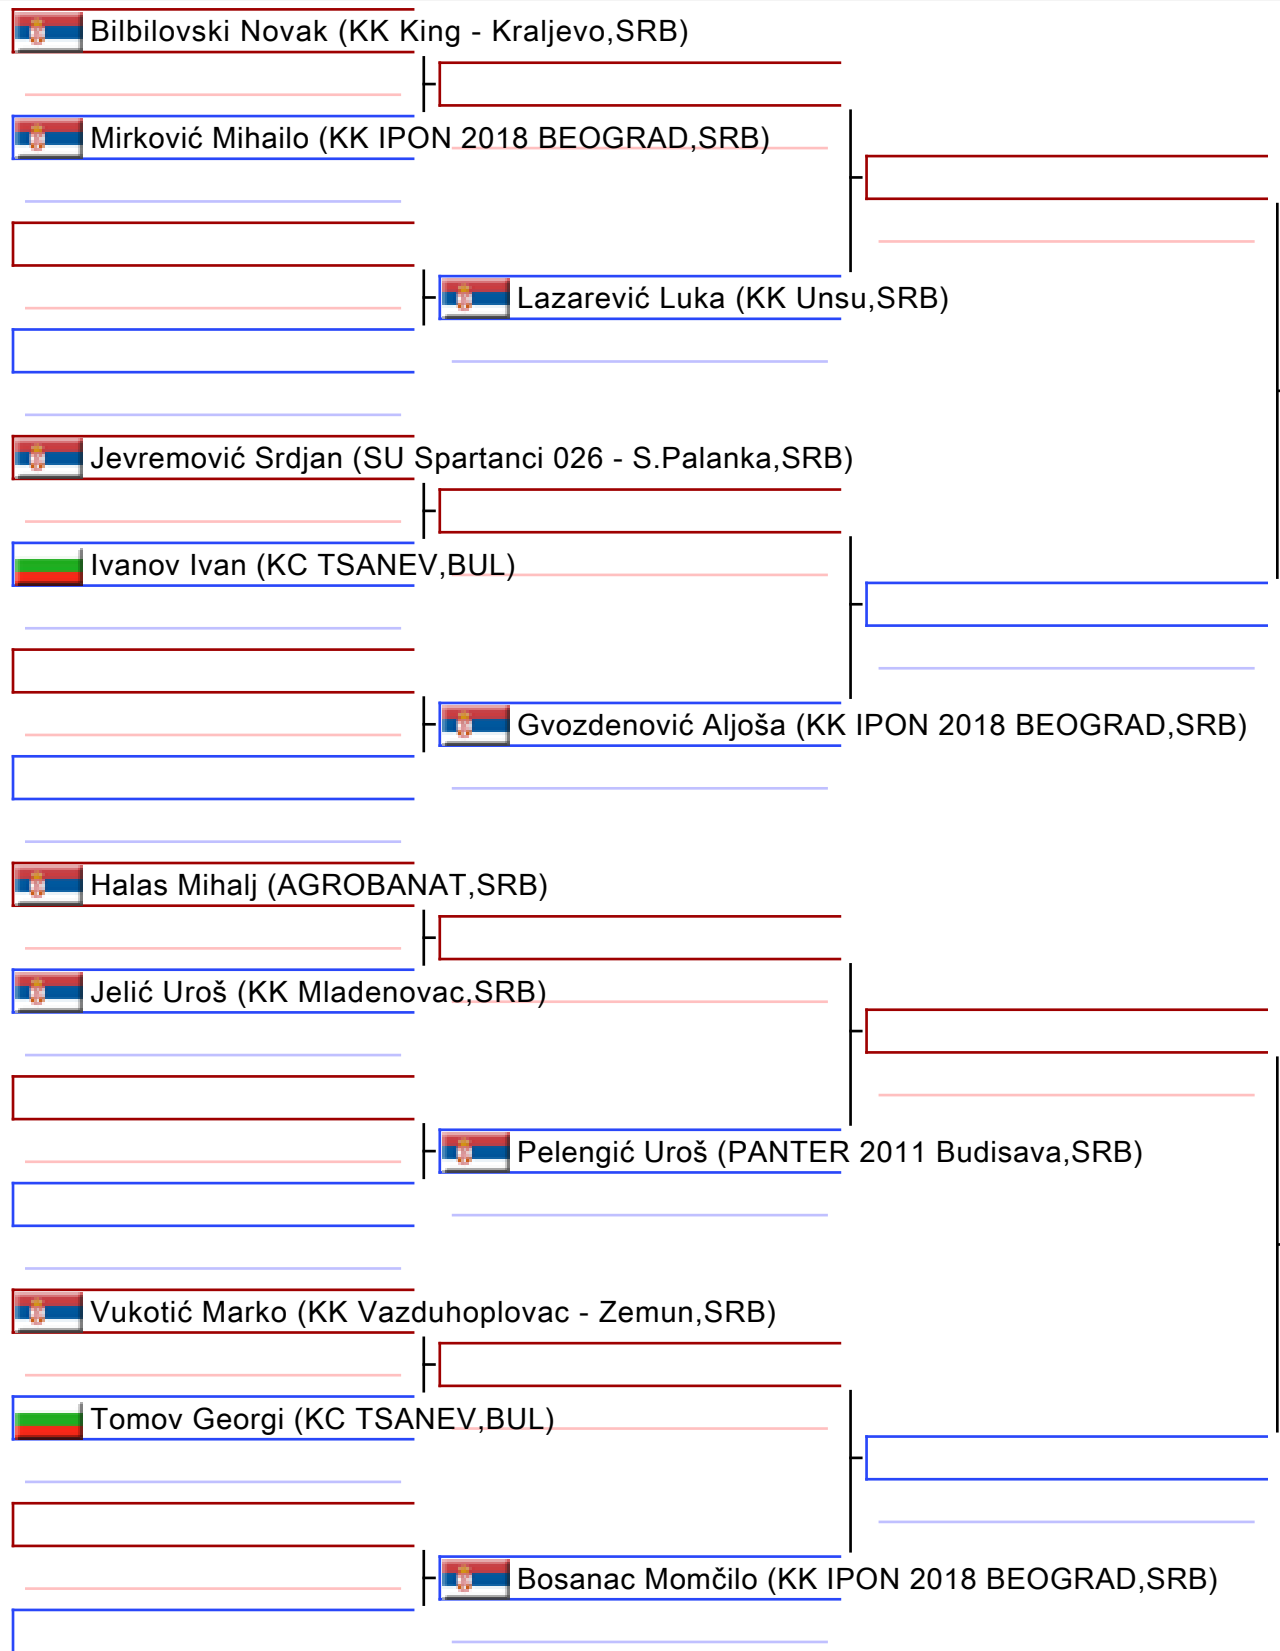 Bilbilovski Novak (KK King - Kraljevo,SRB)
Mirković Mihailo (KK IPON 2018 BEOGRAD,SRB)
Lazarević Luka (KK Unsu,SRB)
Jevremović Srdjan (SU Spartanci 026 - S.Palanka,SRB)
Ivanov Ivan (KC TSANEV,BUL)
Gvozdenović Aljoša (KK IPON 2018 BEOGRAD,SRB)
Halas Mihalj (AGROBANAT,SRB)
Jelić Uroš (KK Mladenovac,SRB)
Pelengić Uroš (PANTER 2011 Budisava,SRB)
Vukotić Marko (KK Vazduhoplovac - Zemun,SRB)
Tomov Georgi (KC TSANEV,BUL)
Bosanac Momčilo (KK IPON 2018 BEOGRAD,SRB)